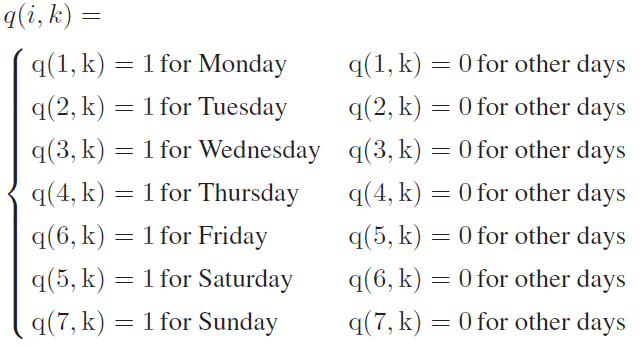 q(i, k) =
q(1, k) = 1 for Monday q(1, k) = 0 for other days
q(2, k) = 1 for Tuesday q(2, k) = 0 for other days
q(3, k) = 1 for Wednesday q(3, k) = 0 for other days
q(4, k) = 1 for Thursday q(4, k) = 0 for other days
q(6, k) = 1 for Friday q(5, k) = 0 for other days
q(5, k) = 1 for Saturday q(6, k) = 0 for other days
q(7, k) = 1 for Sunday q(7, k) = 0 for other days